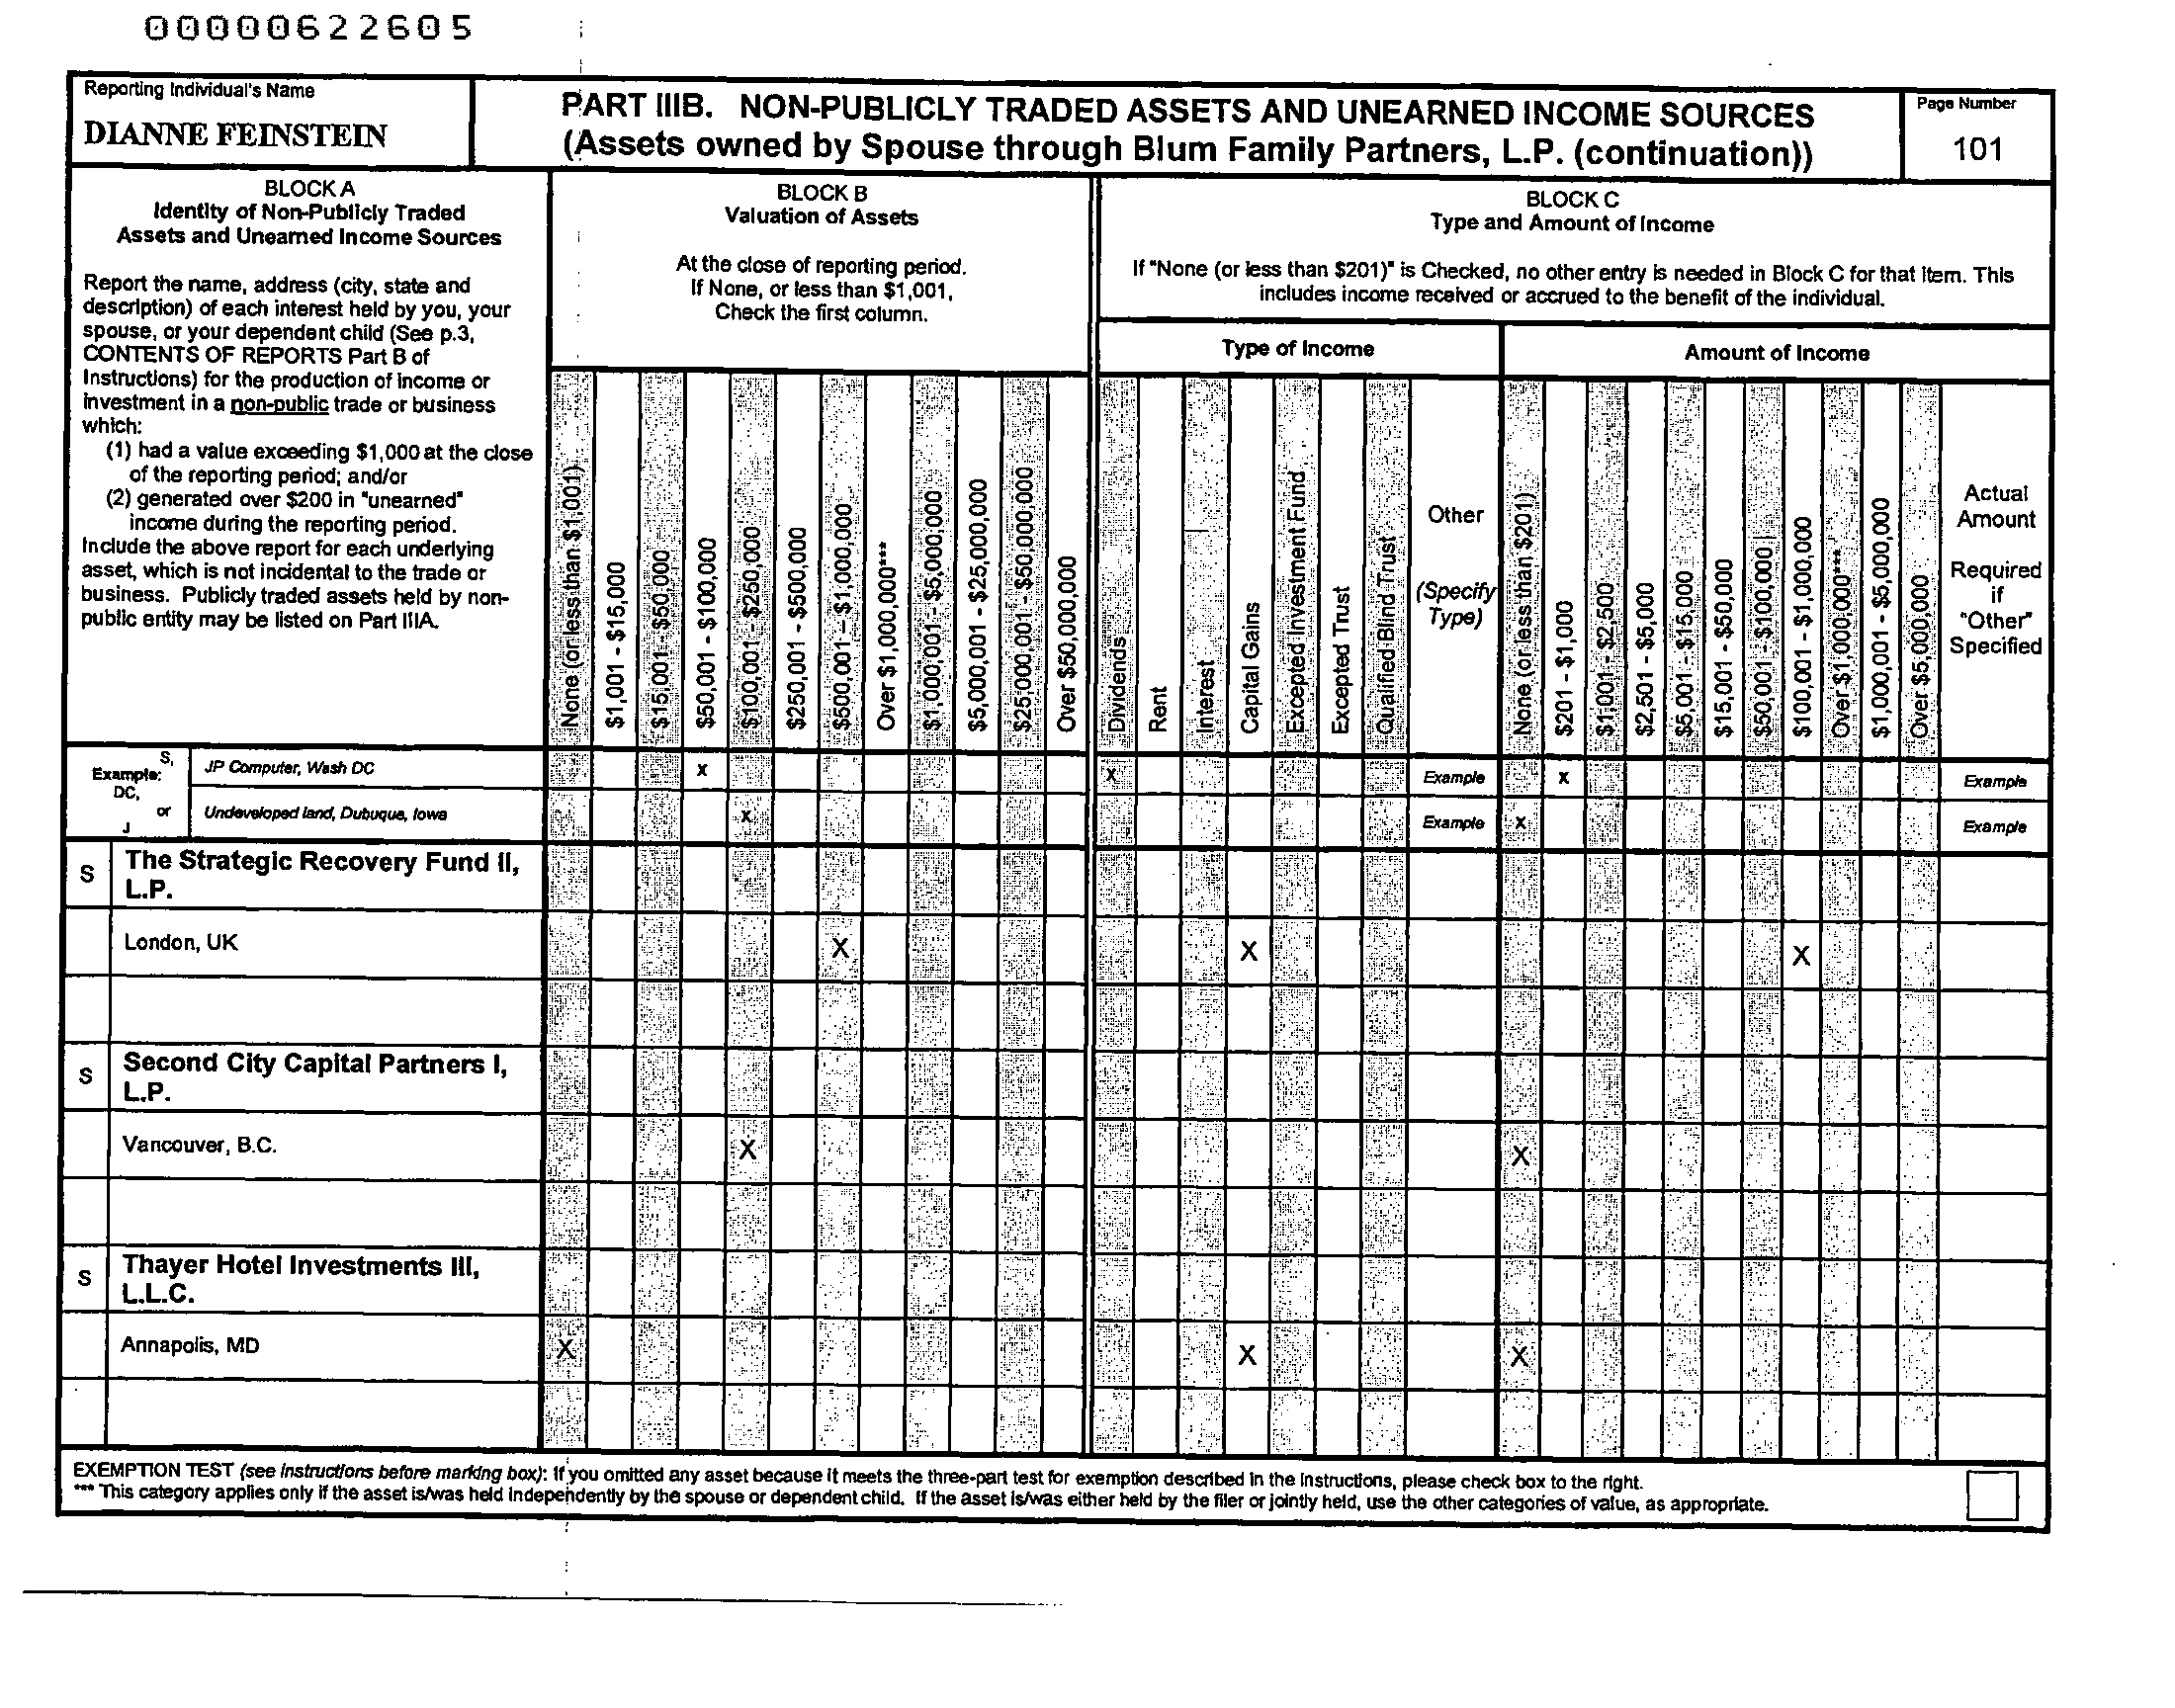 00000622605
Reporting Individual's Name
DIANNE FEINSTEIN
PART IIIB. NON-PUBLICLY TRADED ASSETS AND UNEARNED INCOME SOURCES
(Assets owned by Spouse through Blum Family Partners, L.P. (continuation))
Page Number
101
BLOCK A
Identity of Non-Publicly Traded
Assets and Unearned Income Sources
Report the name, address (city, state and
description) of each interest held by you, your
spouse, or your dependent child (See p.3,
CONTENTS OF REPORTS Part B of
Instructions) for the production of income or
investment in a non-public trade or business
which:
(1) had a value exceeding $1,000 at the close
of the reporting period; and/or
(2) generated over $200 in "unearned"
income during the reporting period.
Include the above report for each underlying
asset, which is not incidental to the trade or
business. Publicly traded assets held by non-
public entity may be listed on Part IIIA.
BLOCK B
Valuation of Assets
At the close of reporting period.
If None, or less than $1,001,
Check the first column.
BLOCK C
Type and Amount of Income
If "None (or less than $201)" is Checked, no other entry is needed in Block C for that item. This
includes income received or accrued to the benefit of the individual.
Type of Income
Amount of Income
None (or less than $1,001)
$1,001 - $15,000
$15,001 - $50,000
$50,001 - $100,000
$100,001 - $250,000
$250,001 - $500,000
$500,001 - $1,000,000
Over $1,000,000***
$1,000,001 - $5,000,000
$5,000,001 - $25,000,000
$25,000,001 - $50,000,000
Over $50,000,000
Dividends
Rent
Interest
Capital Gains
Excepted Investment Fund
Excepted Trust
Qualified Blind Trust
Other
(Specify
Type)
None (or less than $201)
$201 - $1,000
$1,001 - $2,500
$2,501 - $5,000
$5,001 - $15,000
$15,001 - $50,000
$50,001 - $100,000
$100,001 - $1,000,000
Over $1,000,000***
$1,000,001 - $5,000,000
Over $5,000,000
Actual
Amount
Required
if
"Other"
Specified
S,
Example:
DC,
or
J
JP Computer, Wash DC x x Example x Example
Undeveloped land, Dubuque, Iowa x Example x Example
S The Strategic Recovery Fund II,
L.P.
London, UK X X X
S Second City Capital Partners I,
L.P.
Vancouver, B.C. X X
S Thayer Hotel Investments III,
L.L.C.
Annapolis, MD X X X
EXEMPTION TEST (see instructions before marking box): If you omitted any asset because it meets the three-part test for exemption described in the instructions, please check box to the right.
*** This category applies only if the asset is/was held independently by the spouse or dependent child. If the asset is/was either held by the filer or jointly held, use the other categories of value, as appropriate.